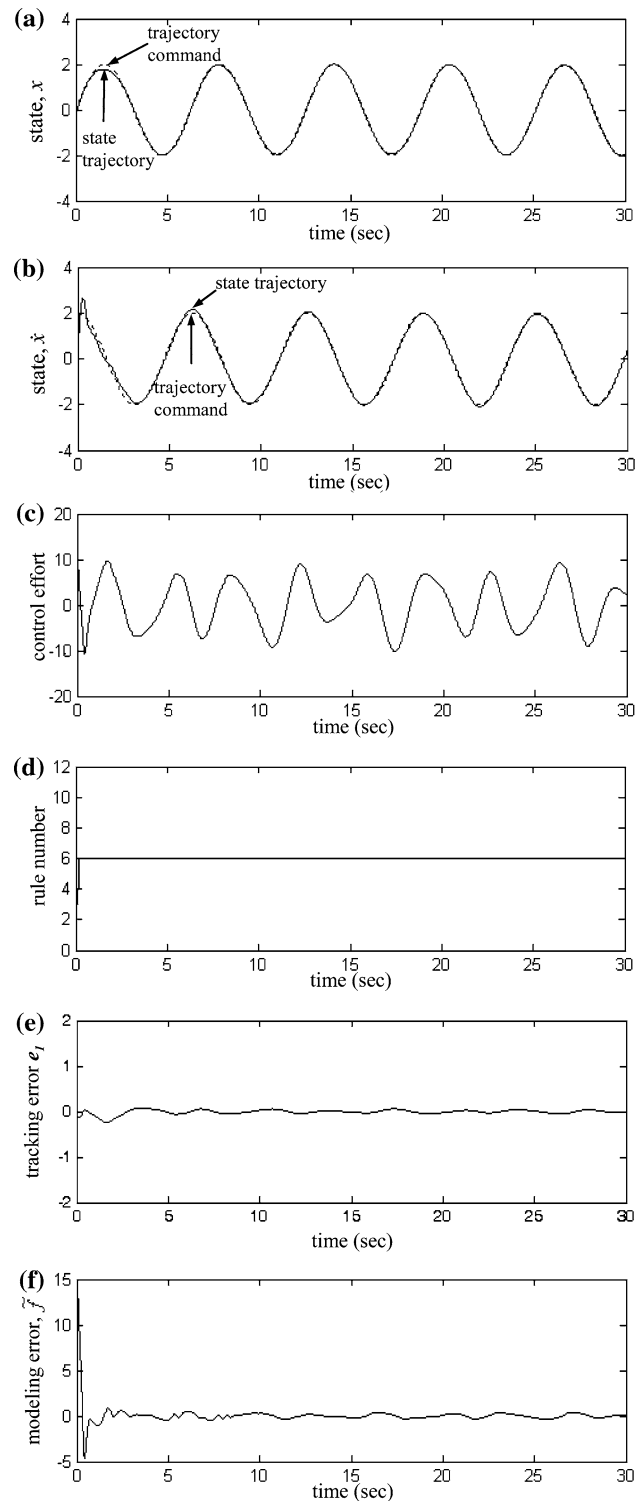 (a)
4
2
0
-2
-4
state, x
trajectory
command
state
trajectory
0 5 10 15 20 25 30
time (sec)
(b)
4
2
0
-2
-4
state, ẋ
state trajectory
trajectory
command
0 5 10 15 20 25 30
time (sec)
(c)
20
10
0
-10
-20
control effort
0 5 10 15 20 25 30
time (sec)
(d)
12
10
8
6
4
2
0
rule number
0 5 10 15 20 25 30
time (sec)
(e)
2
1
0
-1
-2
tracking error e₁
0 5 10 15 20 25 30
time (sec)
(f)
15
10
5
0
-5
modeling error, f̃
0 5 10 15 20 25 30
time (sec)